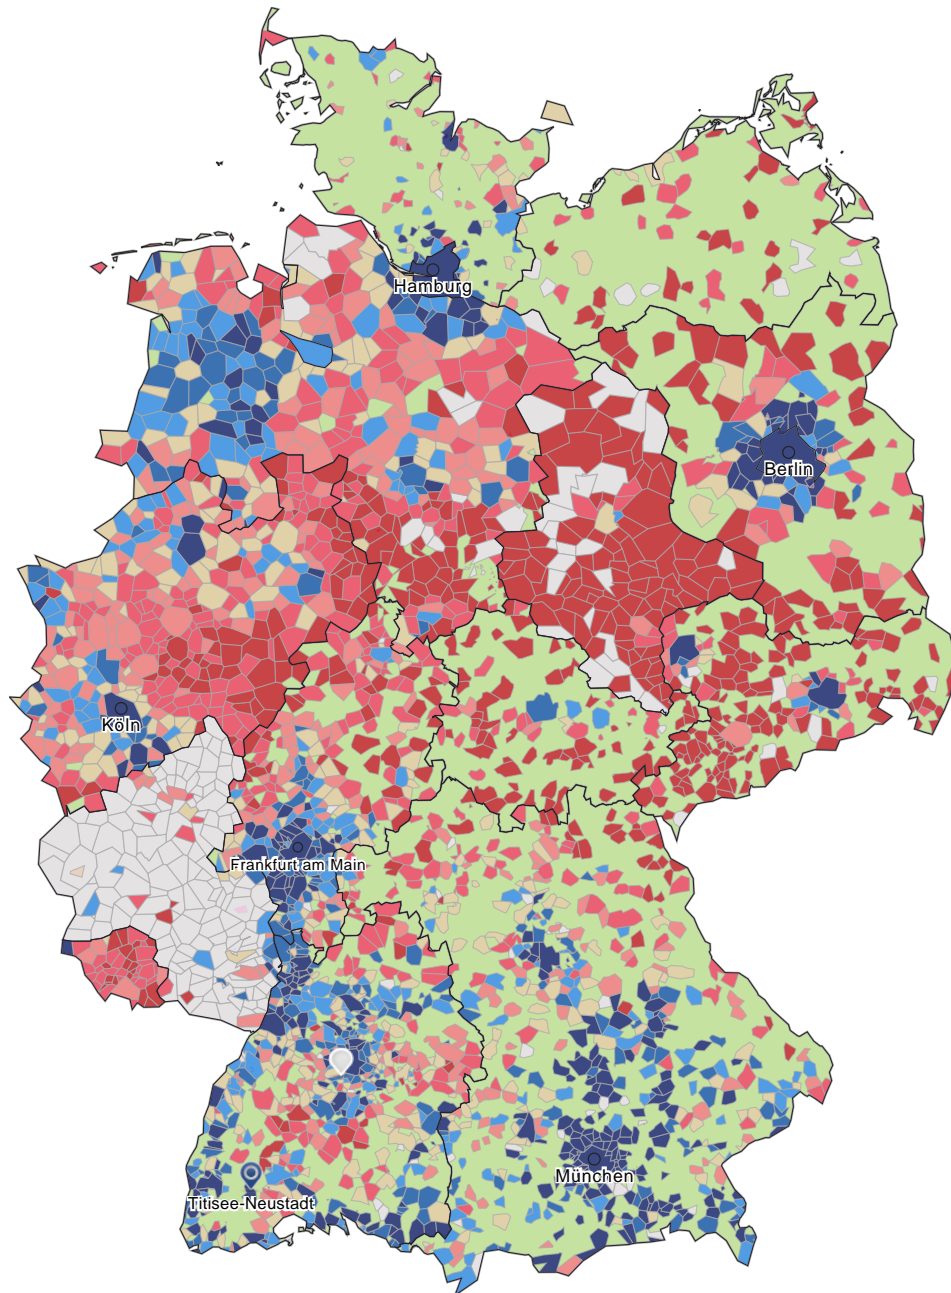 Hamburg
Berlin
Köln
Frankfurt am Main
München
Titisee-Neustadt